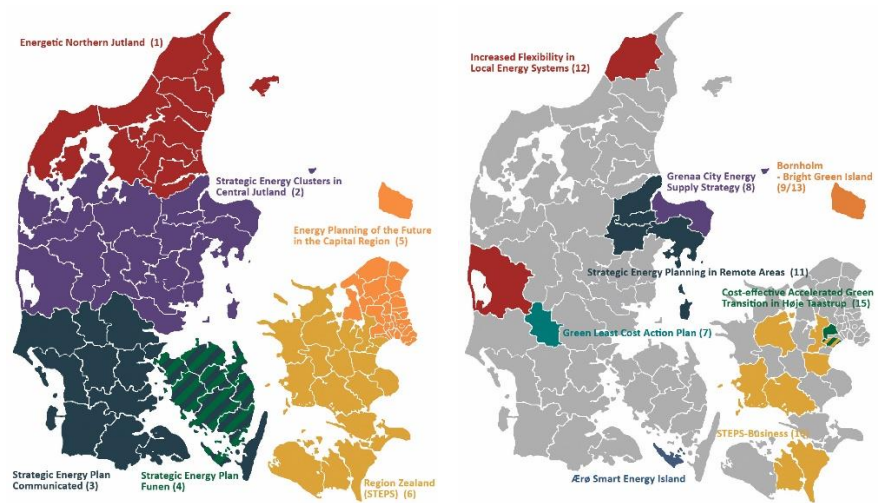 Energetic Northern Jutland (1)
Strategic Energy Clusters in
Central Jutland (2)
Energy Planning of the Future
in the Capital Region (5)
Strategic Energy Plan
Communicated (3)
Strategic Energy Plan
Funen (4)
Region Zealand
(STEPS) (6)
Increased Flexibility in
Local Energy Systems (12)
Grenaa City Energy
Supply Strategy (8)
Bornholm
- Bright Green Island
(9/13)
Strategic Energy Planning in Remote Areas (11)
Cost-effective Accelerated Green
Transition in Høje Taastrup (15)
Green Least Cost Action Plan (7)
STEPS-Business
Ærø Smart Energy Island